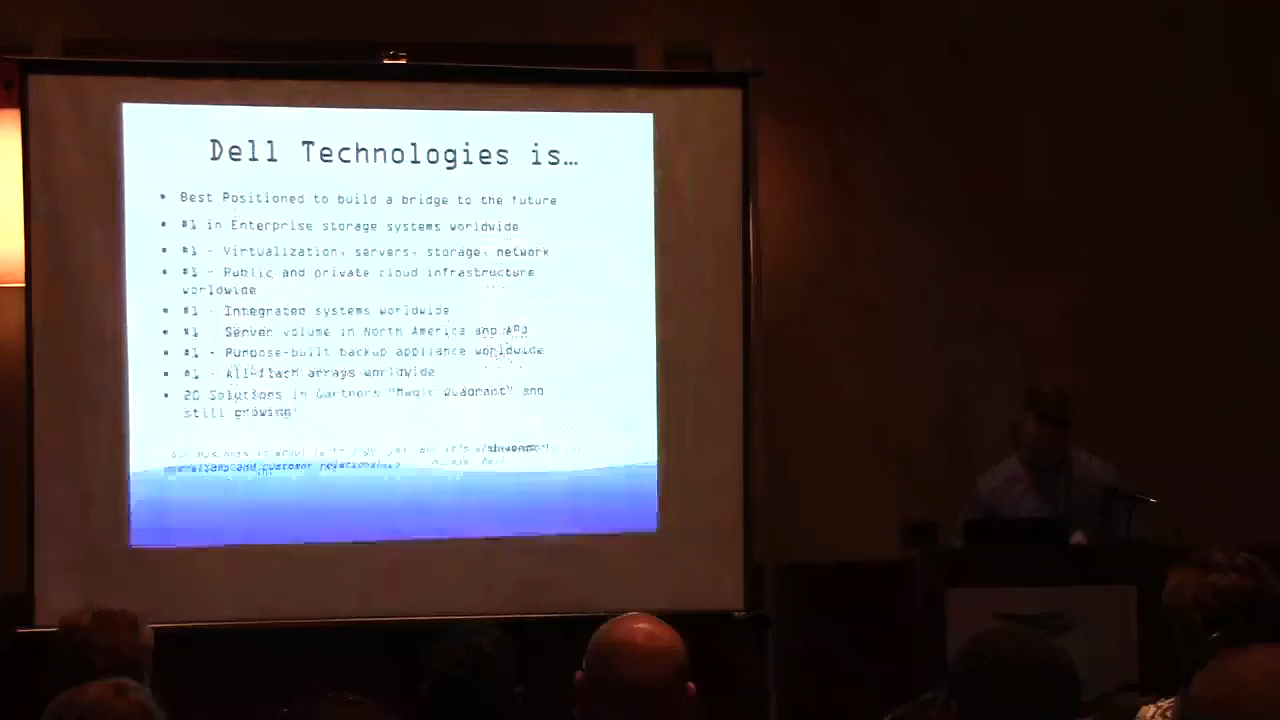 Dell Technologies is…
• Best Positioned to build a bridge to the future
• #1 in Enterprise storage systems worldwide
• #1 - Virtualization, servers, storage, network
• - Public and private cloud infrastructure
worldwide
• #1 - Integrated systems worldwide
• #1 - Server volume in North America and
• #1 - Purpose-built backup appliance worldwide
• #1 - All-flash arrays worldwide
• 20 Solutions in Gartners "Magic Quadrant" and
still growing!
and customer relationships